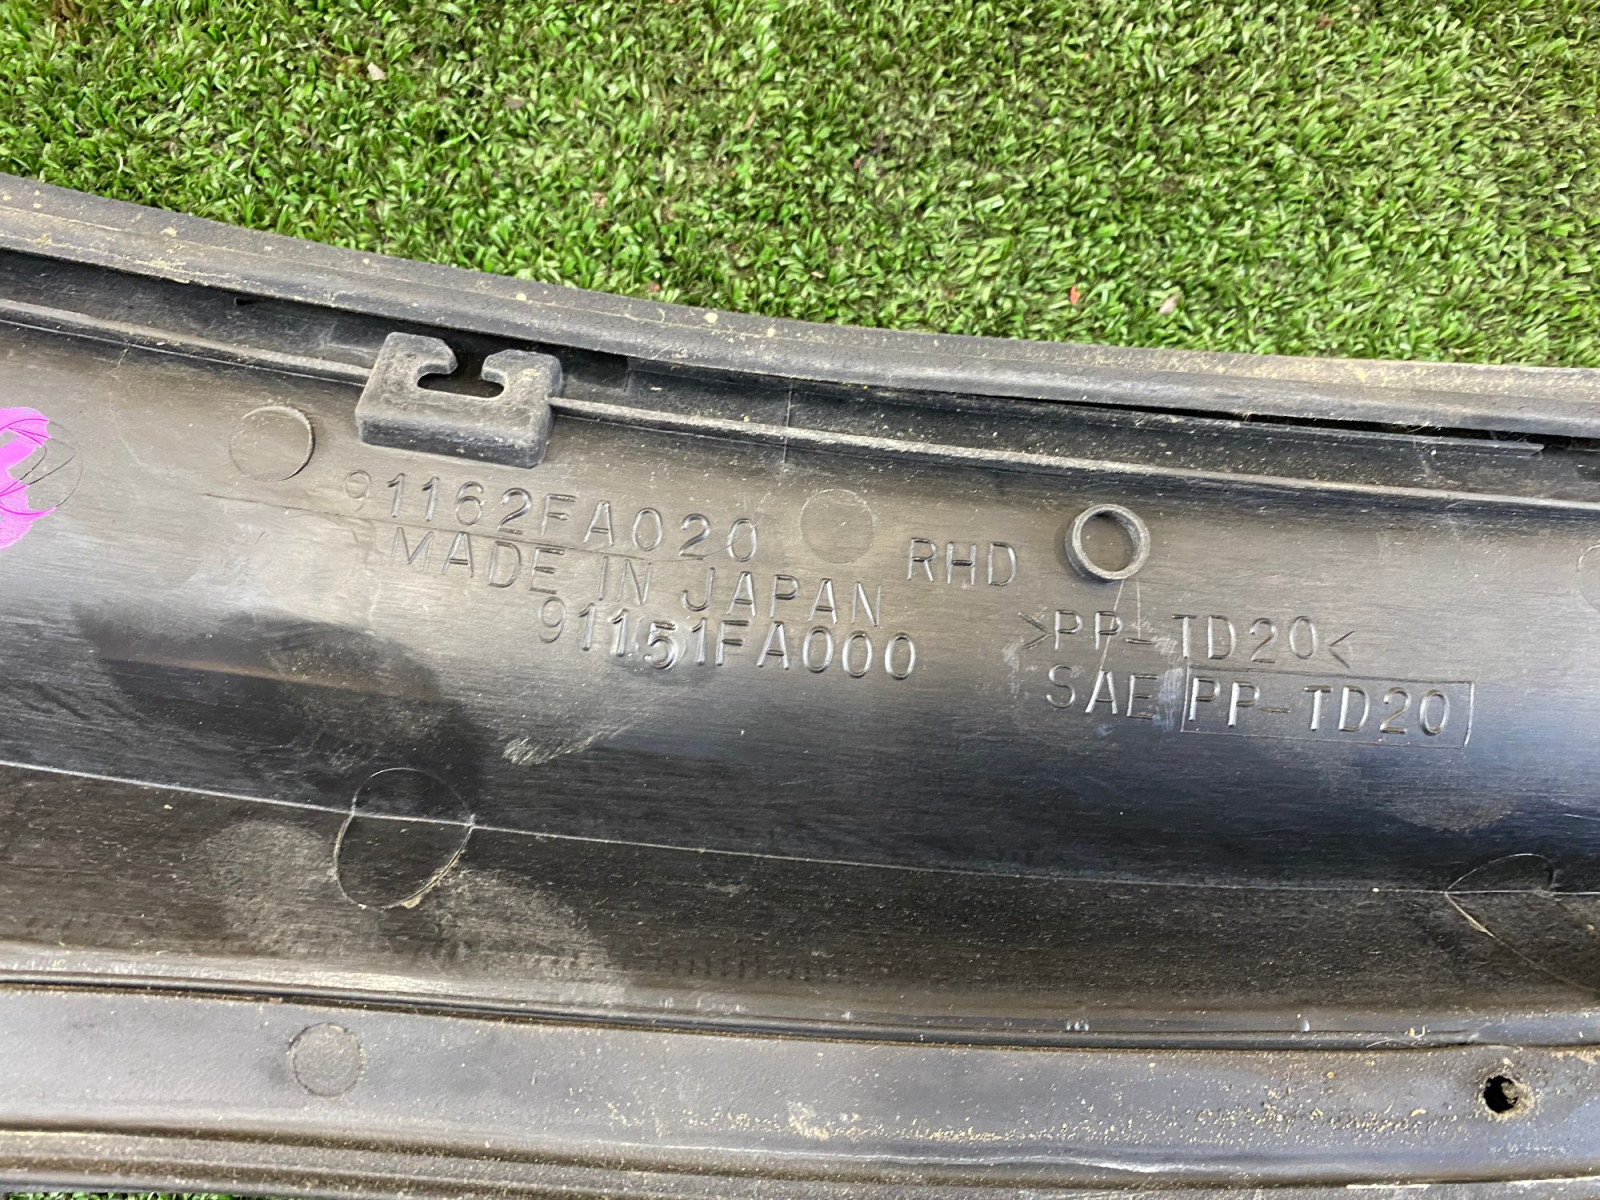 91162FA020
MADE IN JAPAN
91151FA000
RHD
>PP-TD20<
SAE PP-TD20